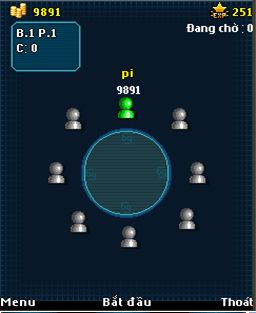 9891
EXP 251
Đang chờ : 0
B.1 P.1
C: 0
pi
9891
Menu
Bắt đầu
Thoát